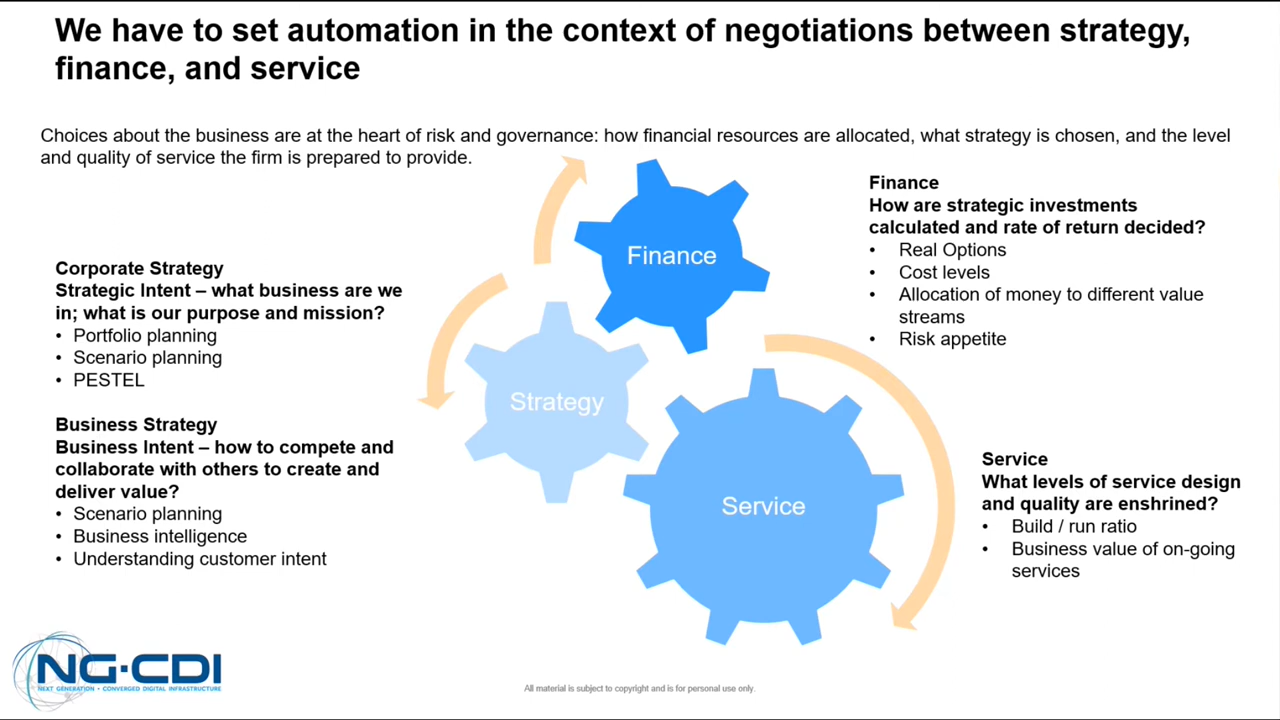 We have to set automation in the context of negotiations between strategy,
finance, and service
Choices about the business are at the heart of risk and governance: how financial resources are allocated, what strategy is chosen, and the level
and quality of service the firm is prepared to provide.
Corporate Strategy
Strategic Intent – what business are we
in; what is our purpose and mission?
• Portfolio planning
• Scenario planning
• PESTEL
Business Strategy
Business Intent – how to compete and
collaborate with others to create and
deliver value?
• Scenario planning
• Business intelligence
• Understanding customer intent
Finance
Strategy
Service
Finance
How are strategic investments
calculated and rate of return decided?
• Real Options
• Cost levels
• Allocation of money to different value
streams
• Risk appetite
Service
What levels of service design
and quality are enshrined?
• Build / run ratio
• Business value of on-going
services
NG·CDI
NEXT GENERATION • CONVERGED DIGITAL INFRASTRUCTURE
All material is subject to copyright and is for personal use only.